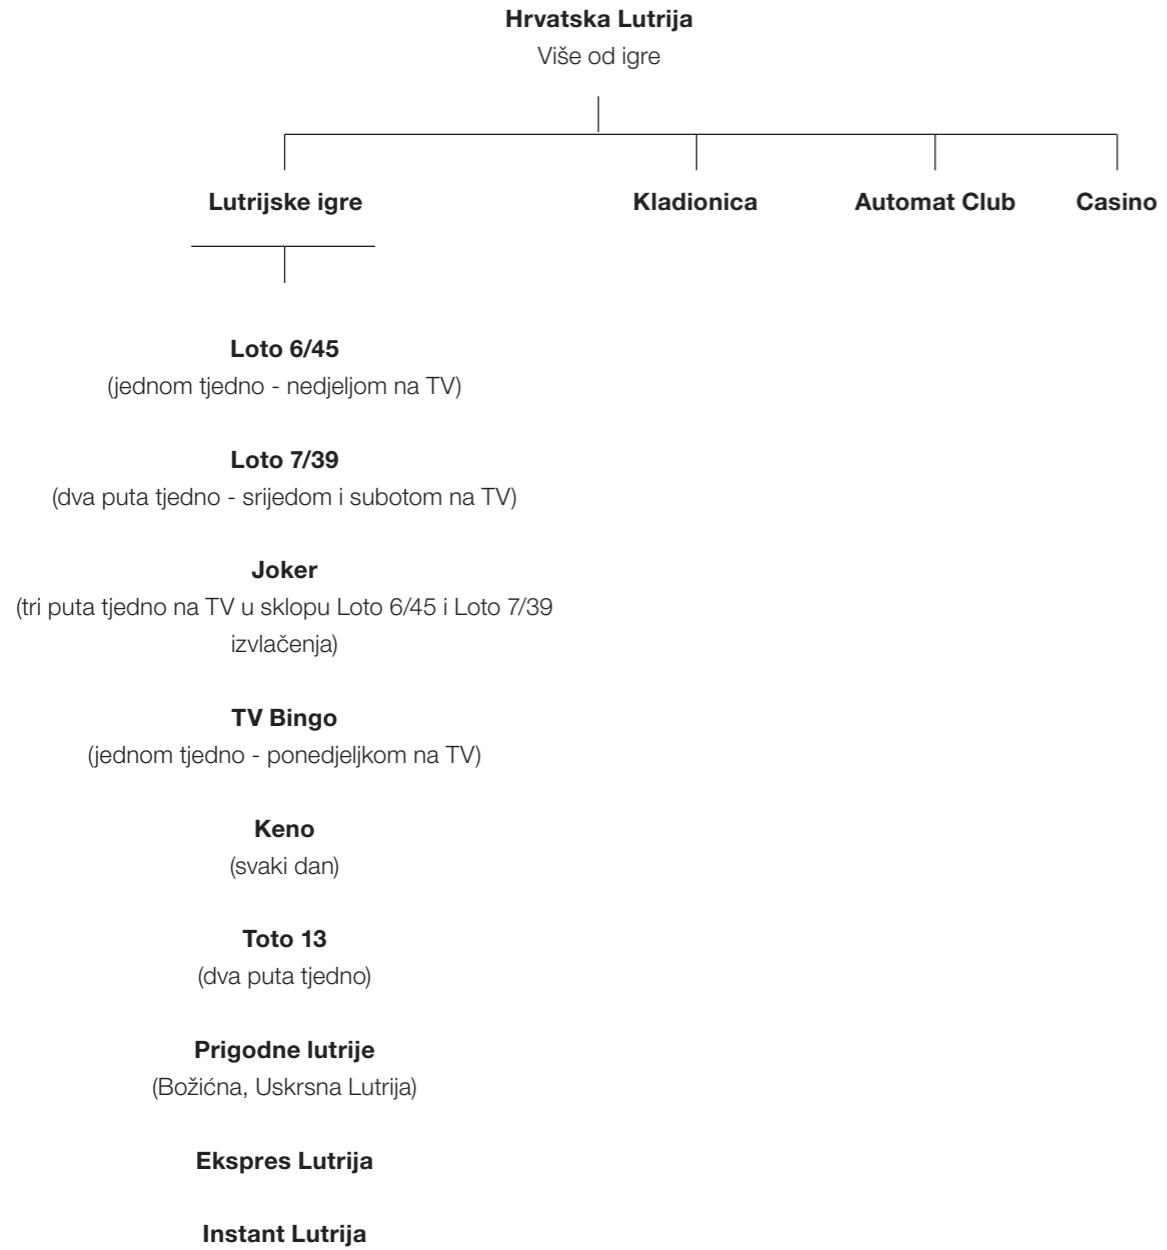 Hrvatska Lutrija
Više od igre
Lutrijske igre
Kladionica
Automat Club
Casino
Loto 6/45
(jednom tjedno - nedjeljom na TV)
Loto 7/39
(dva puta tjedno - srijedom i subotom na TV)
Joker
(tri puta tjedno na TV u sklopu Loto 6/45 i Loto 7/39
izvlačenja)
TV Bingo
(jednom tjedno - ponedjeljkom na TV)
Keno
(svaki dan)
Toto 13
(dva puta tjedno)
Prigodne lutrije
(Božićna, Uskrsna Lutrija)
Ekspres Lutrija
Instant Lutrija